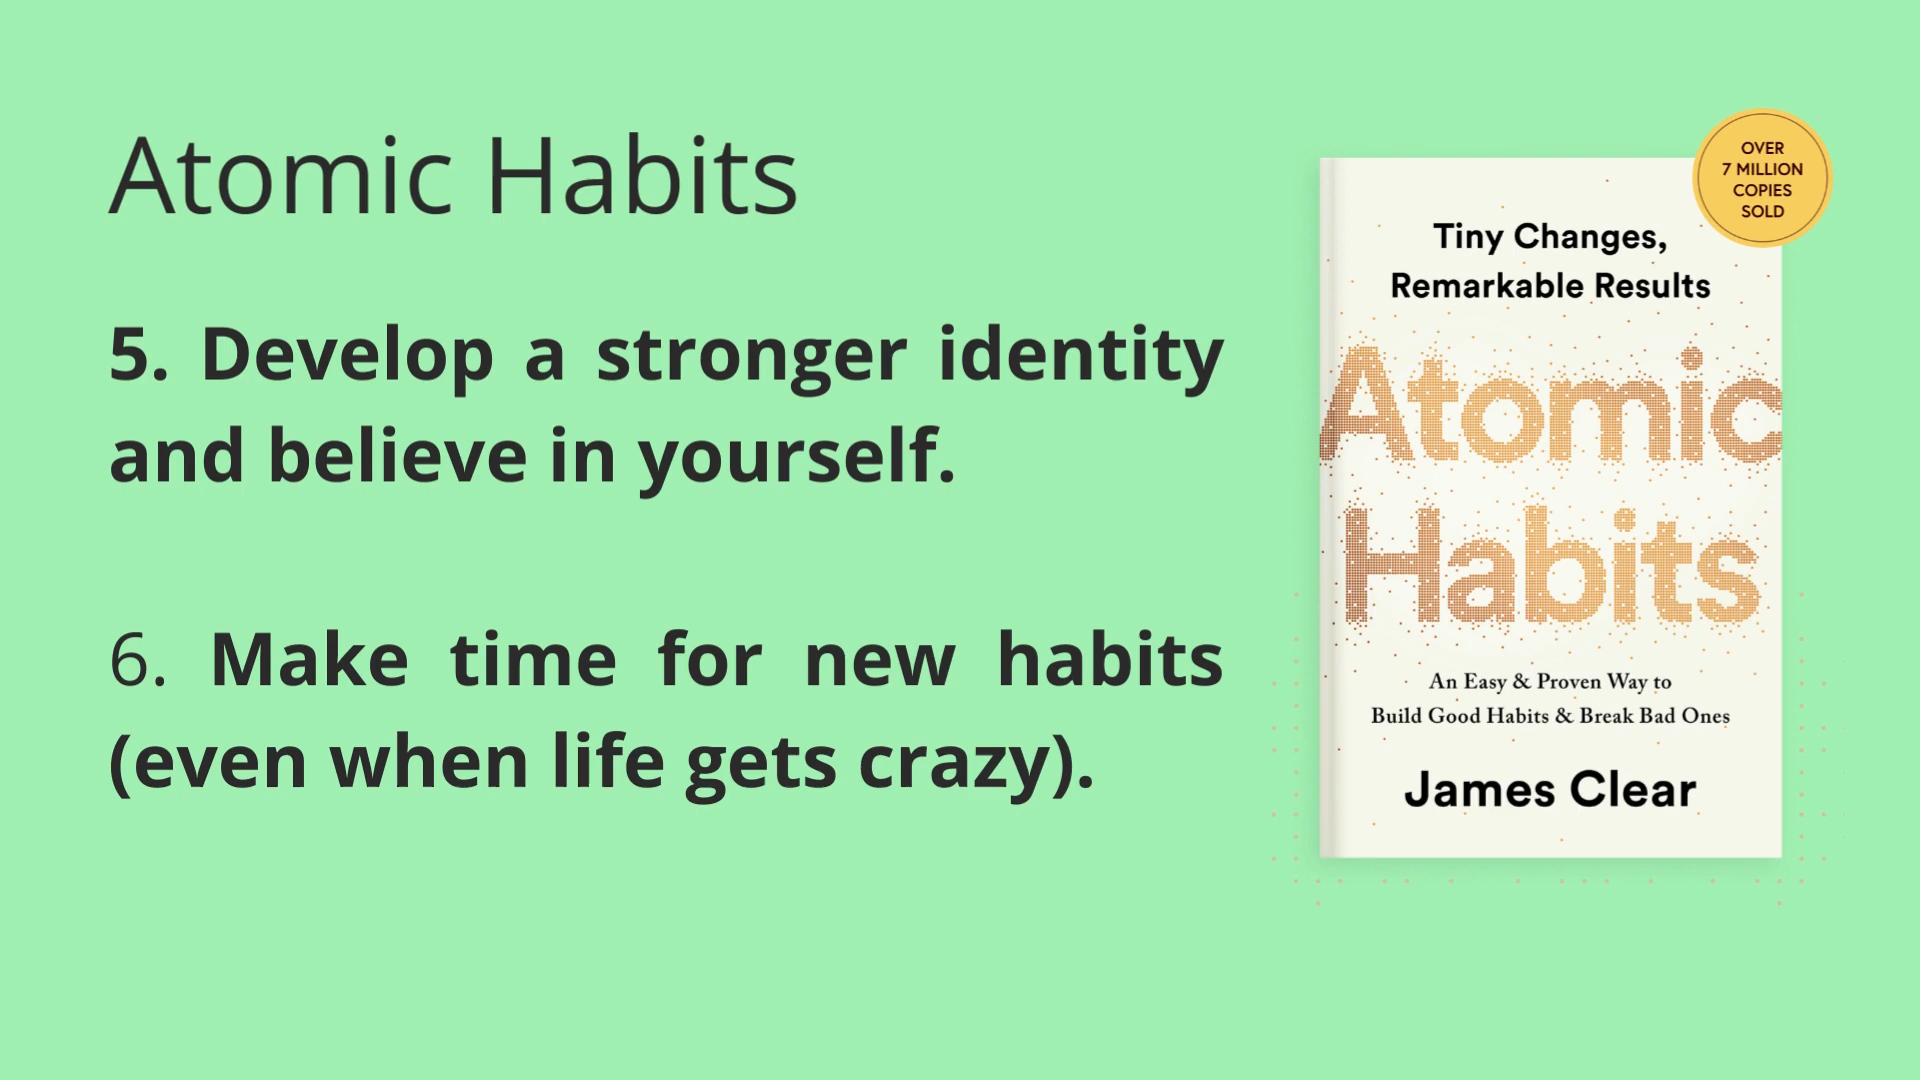 Atomic Habits
5. Develop a stronger identity
and believe in yourself.
6. Make time for new habits
(even when life gets crazy).
OVER
7 MILLION
COPIES
SOLD
Tiny Changes,
Remarkable Results
Atomic
Habits
An Easy & Proven Way to
Build Good Habits & Break Bad Ones
James Clear